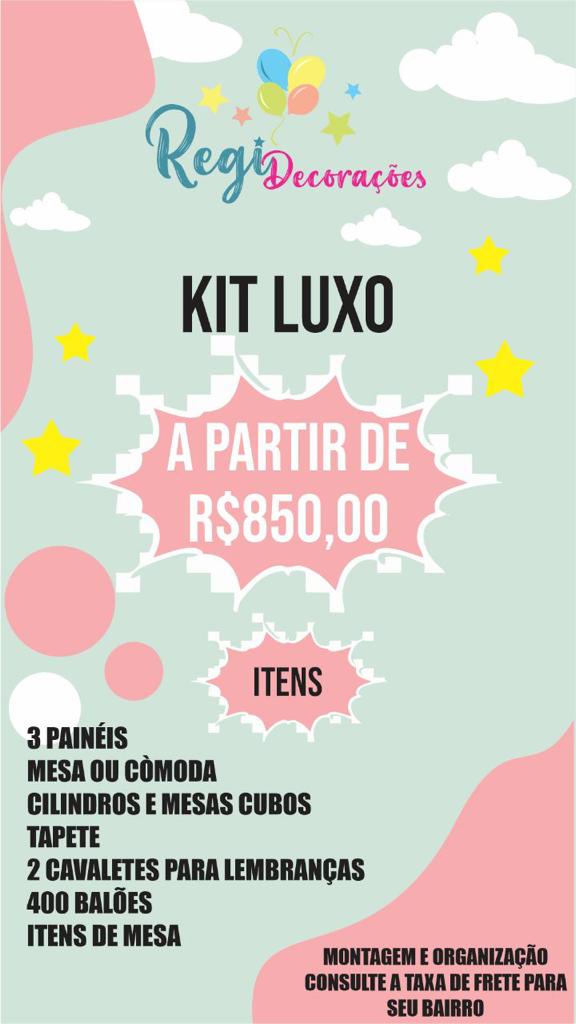 Regi Decorações
KIT LUXO
A PARTIR DE
R$850,00
ITENS
3 PAINÉIS
MESA OU CÒMODA
CILINDROS E MESAS CUBOS
TAPETE
2 CAVALETES PARA LEMBRANÇAS
400 BALÕES
ITENS DE MESA
MONTAGEM E ORGANIZAÇÃO
CONSULTE A TAXA DE FRETE PARA
SEU BAIRRO